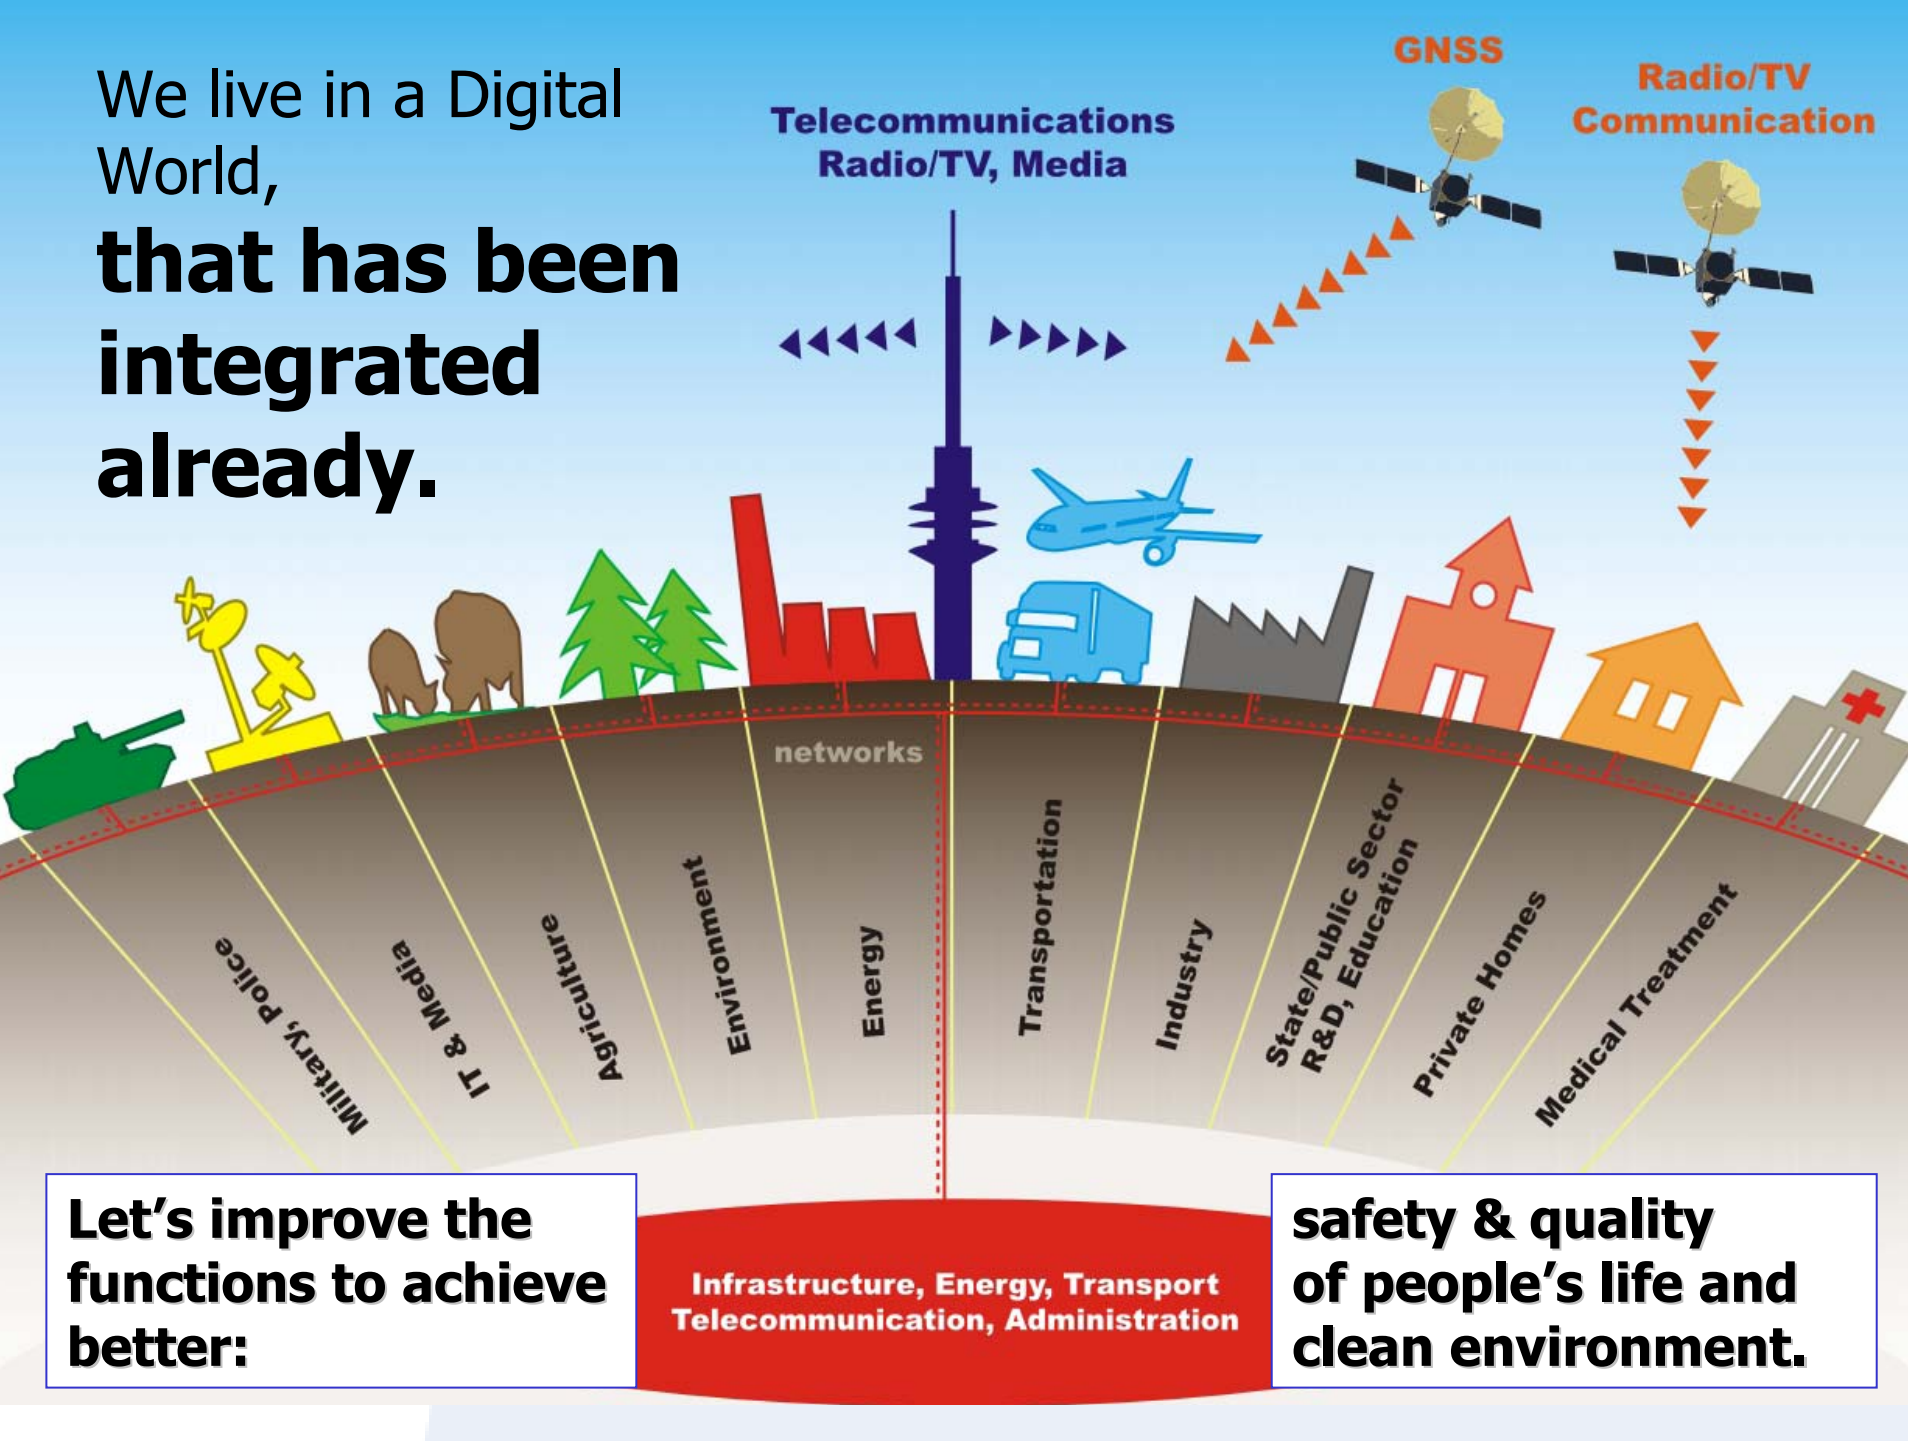 We live in a Digital
World,
that has been
integrated
already.
Telecommunications
Radio/TV, Media
GNSS
Radio/TV
Communication
networks
Military, Police
IT & Media
Agriculture
Environment
Energy
Transportation
Industry
State/Public Sector
R&D, Education
Private Homes
Medical Treatment
Let’s improve the
functions to achieve
better:
Infrastructure, Energy, Transport
Telecommunication, Administration
safety & quality
of people’s life and
clean environment.